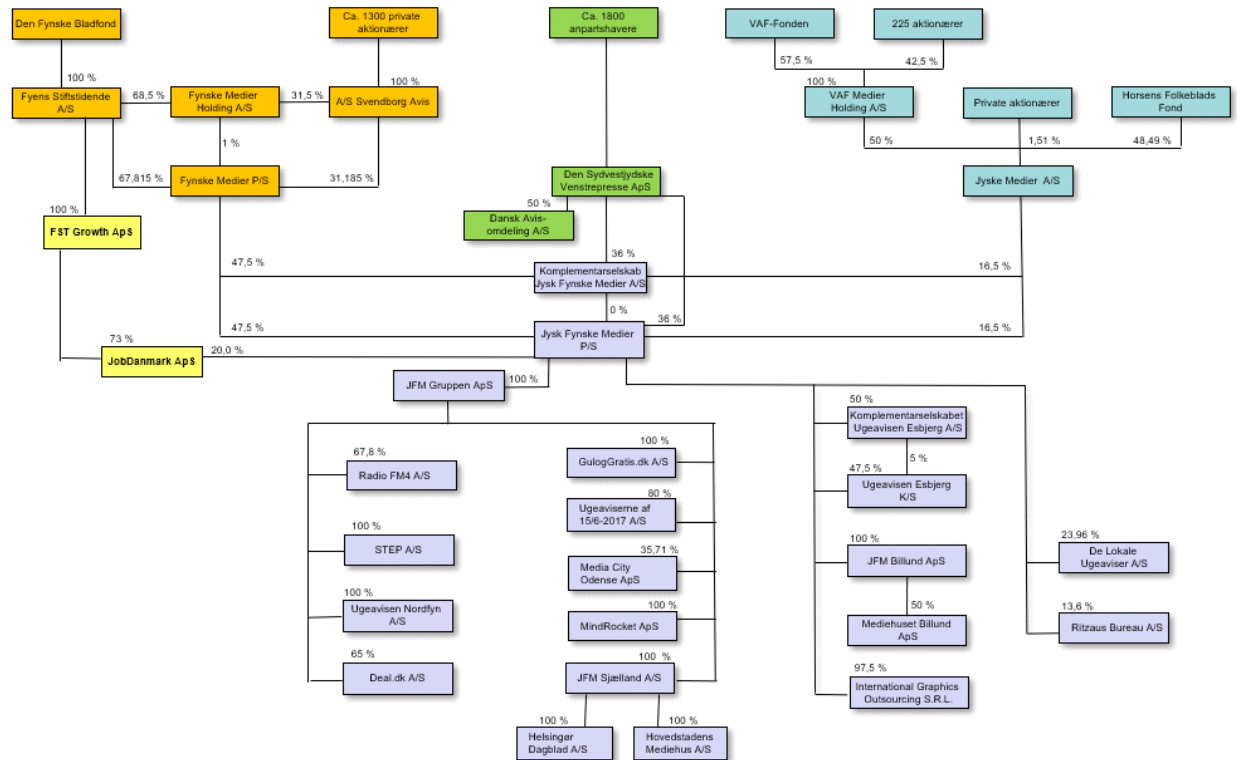 Den Fynske Bladfond
Ca. 1300 private
aktionærer
Ca. 1800
anpartshavere
VAF-Fonden
225 aktionærer
100 %
57,5 %
42,5 %
Fyens Stiftstidende
A/S
68,5 %
Fynske Medier
Holding A/S
31,5 %
100 %
A/S Svendborg Avis
100 %
VAF Medier
Holding A/S
Private aktionærer
Horsens Folkeblads
Fond
1 %
50 %
1,51 %
48,49 %
67,815 %
Fynske Medier P/S
31,185 %
Den Sydvestjydske
Venstrepresse ApS
Jyske Medier A/S
100 %
FST Growth ApS
50 %
Dansk Avis-
omdeling A/S
36 %
47,5 %
Komplementarselskab
Jysk Fynske Medier A/S
16,5 %
0 %
36 %
47,5 %
Jysk Fynske Medier
P/S
16,5 %
73 %
JobDanmark ApS
20,0 %
JFM Gruppen ApS
100 %
50 %
Komplementarselskabet
Ugeavisen Esbjerg A/S
67,8 %
Radio FM4 A/S
100 %
GulogGratis.dk A/S
5 %
47,5 %
Ugeavisen Esbjerg
K/S
80 %
Ugeaviserne af
15/6-2017 A/S
100 %
STEP A/S
35,71 %
Media City
Odense ApS
100 %
JFM Billund ApS
23,96 %
De Lokale
Ugeaviser A/S
100 %
Ugeavisen Nordfyn
A/S
100 %
MindRocket ApS
50 %
Mediehuset Billund
ApS
13,6 %
Ritzaus Bureau A/S
65 %
Deal.dk A/S
100 %
JFM Sjælland A/S
97,5 %
International Graphics
Outsourcing S.R.L.
100 %
Helsingør
Dagblad A/S
100 %
Hovedstadens
Mediehus A/S